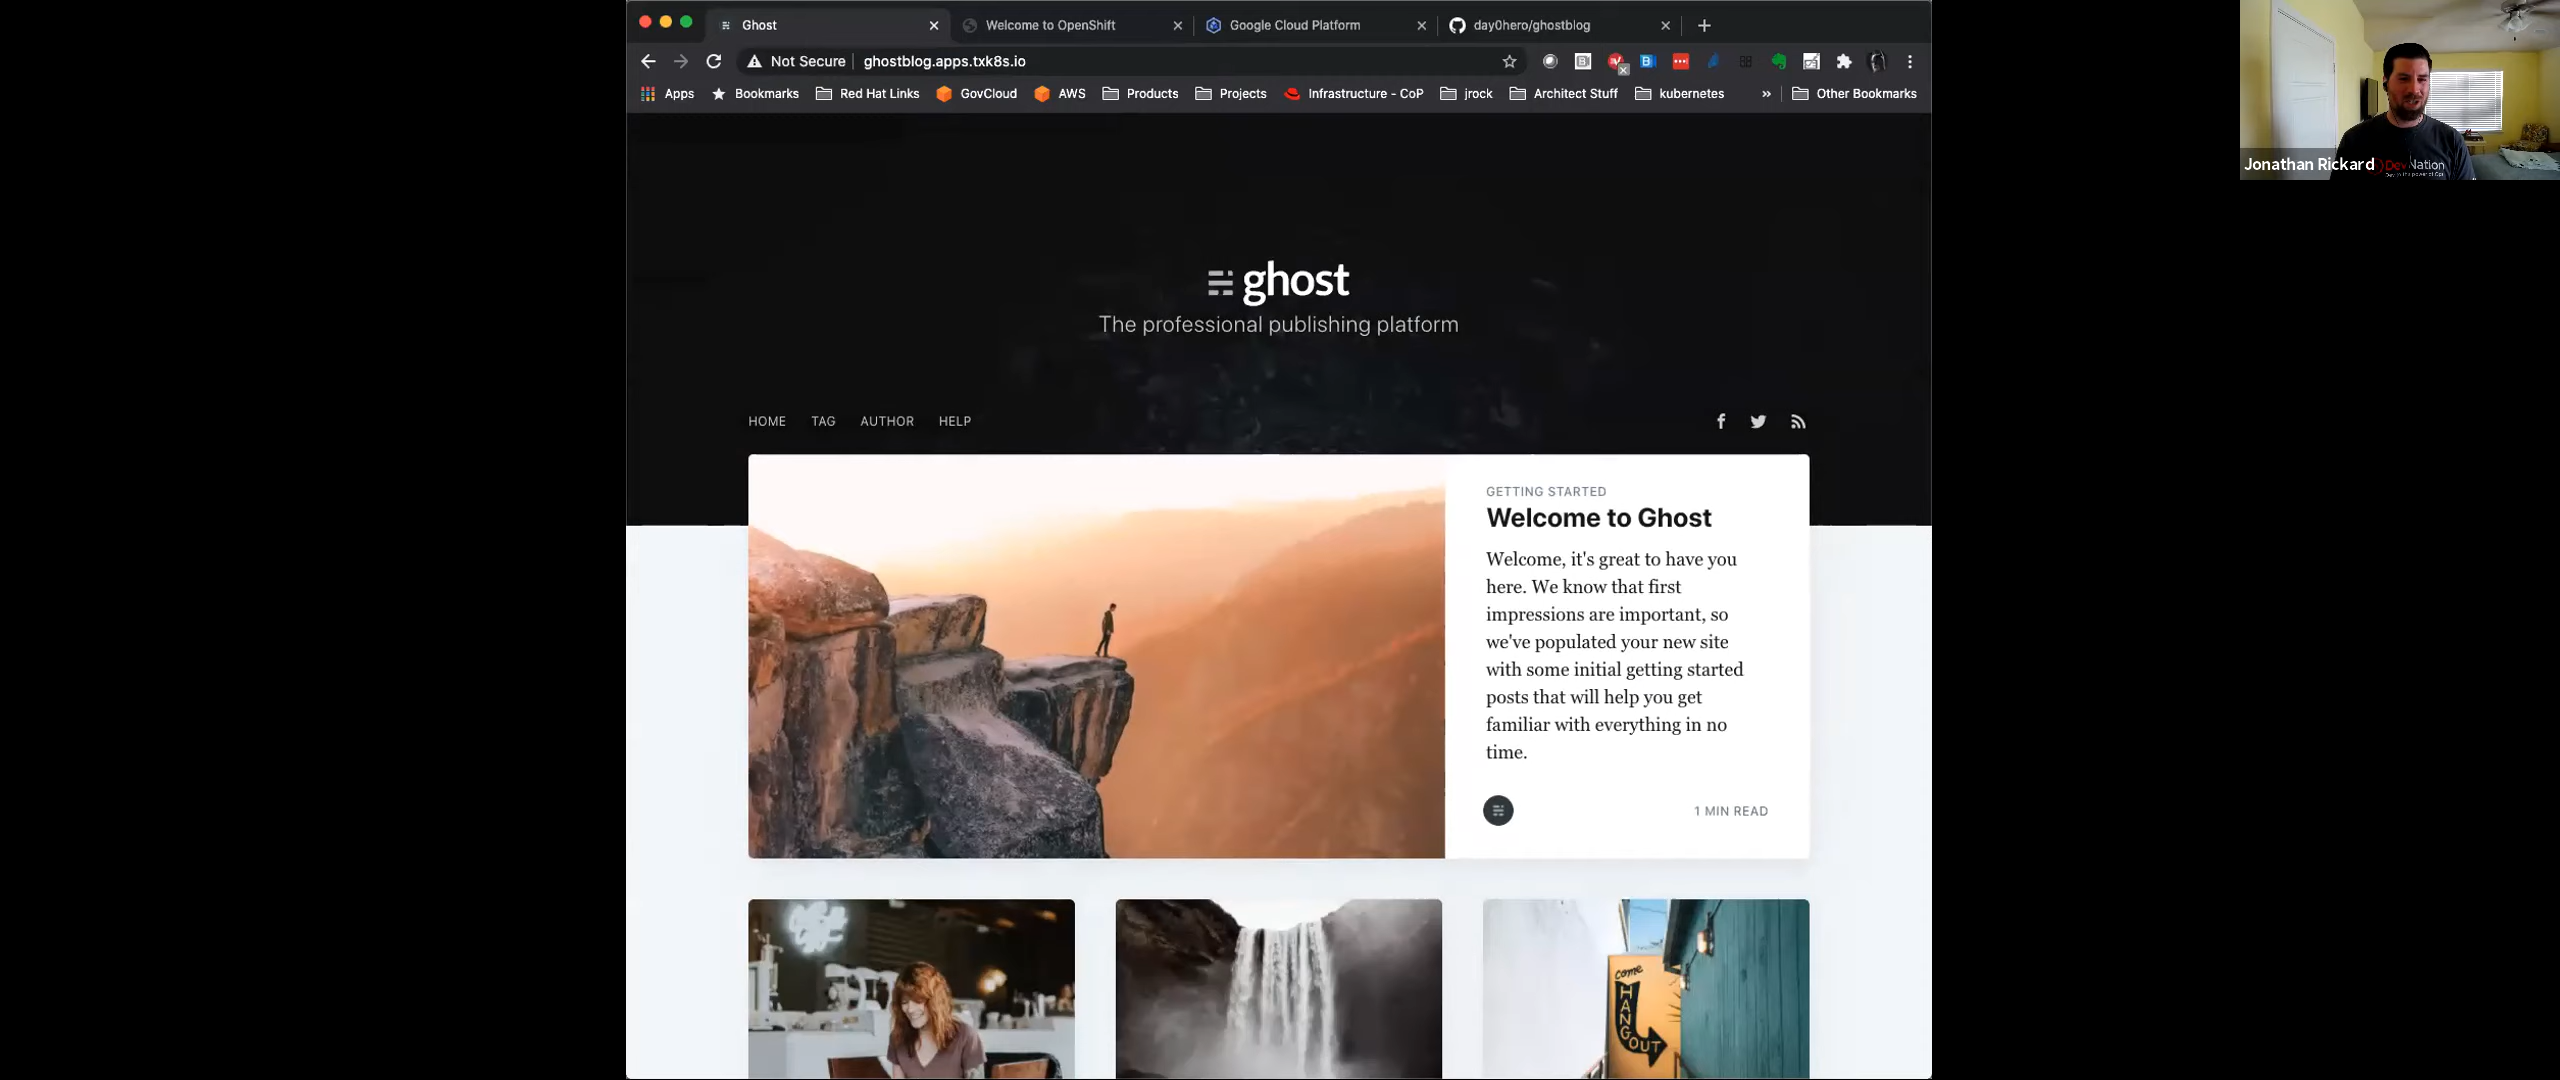 Ghost
Welcome to OpenShift
Google Cloud Platform
day0hero/ghostblog
Not Secure
ghostblog.apps.txk8s.io
Apps
Bookmarks
Red Hat Links
GovCloud
AWS
Products
Projects
Infrastructure - CoP
jrock
Architect Stuff
kubernetes
»
Other Bookmarks
Jonathan Rickard
DevNation
ghost
The professional publishing platform
HOME
TAG
AUTHOR
HELP
GETTING STARTED
Welcome to Ghost
Welcome, it's great to have you
here. We know that first
impressions are important, so
we've populated your new site
with some initial getting started
posts that will help you get
familiar with everything in no
time.
1 MIN READ
come
HANGOUT